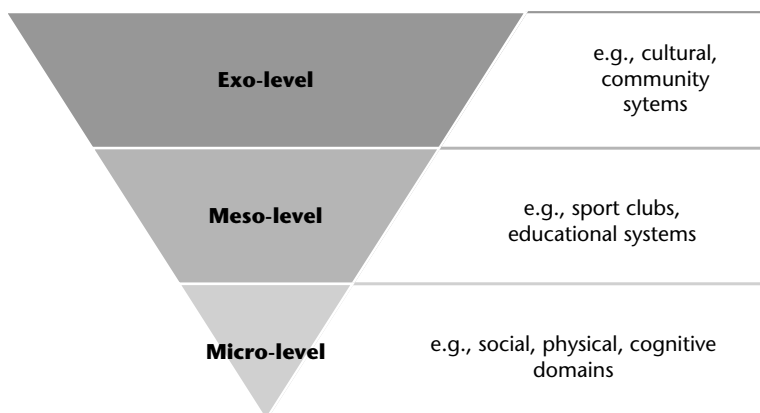 Exo-level
e.g., cultural,
community
sytems
Meso-level
e.g., sport clubs,
educational systems
Micro-level
e.g., social, physical, cognitive
domains